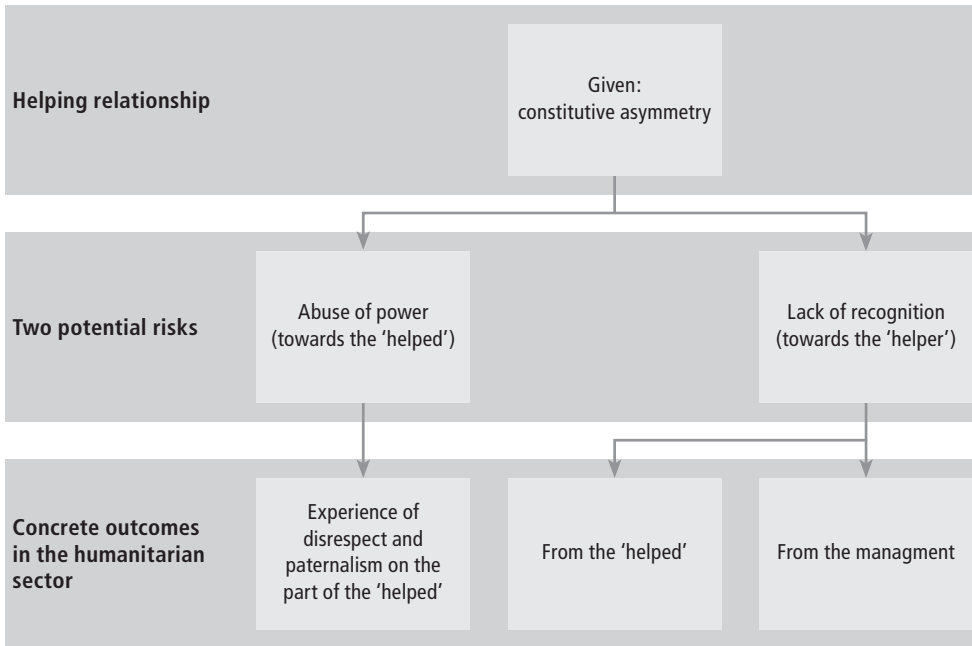 Helping relationship
Given:
constitutive asymmetry
Two potential risks
Abuse of power
(towards the ‘helped’)
Lack of recognition
(towards the ‘helper’)
Concrete outcomes
in the humanitarian
sector
Experience of
disrespect and
paternalism on the
part of the ‘helped’
From the ‘helped’
From the managment